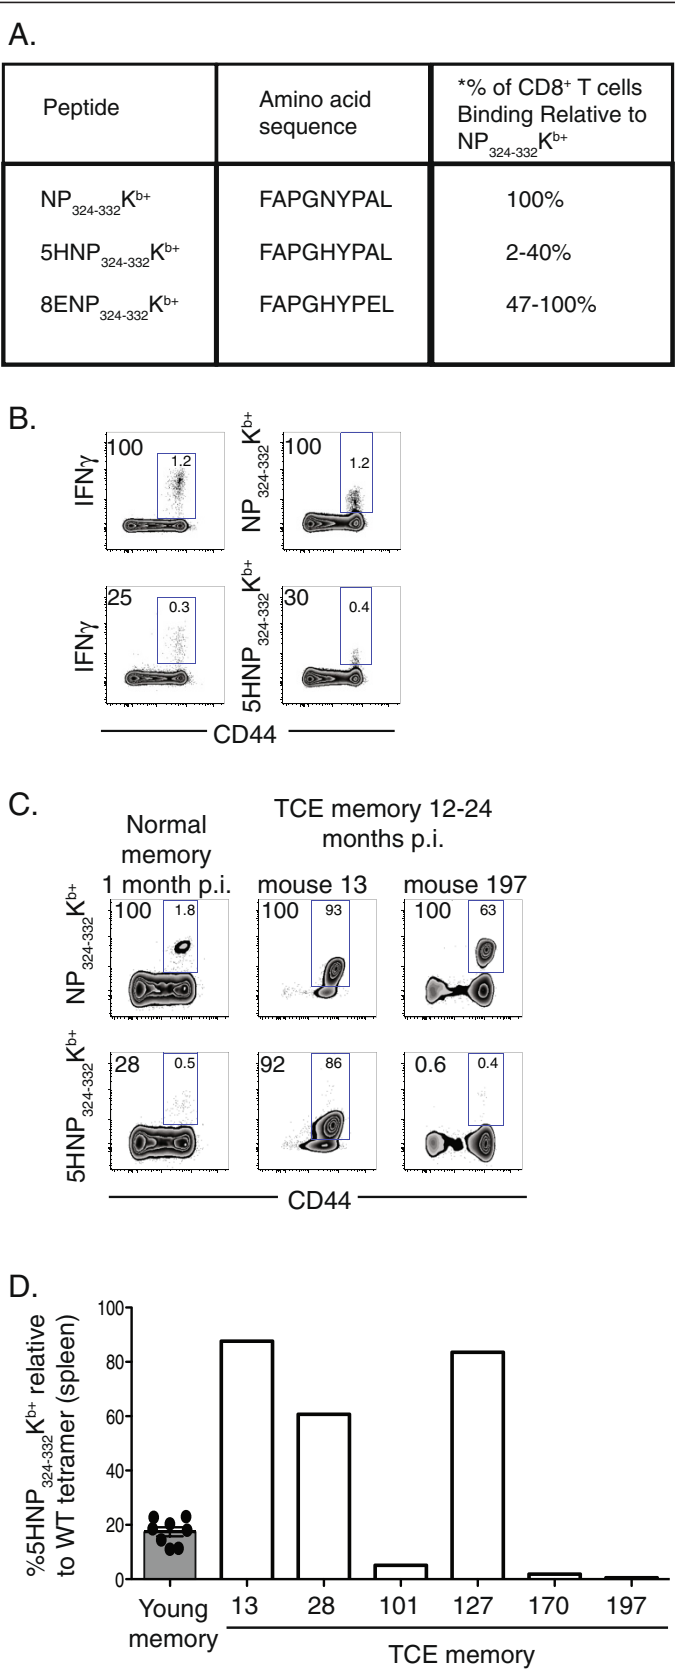 A.
Peptide
Amino acid
sequence
*% of CD8+ T cells
Binding Relative to
NP324-332Kb+
NP324-332Kb+ FAPGNYPAL 100%
5HNP324-332Kb+ FAPGHYPAL 2-40%
8ENP324-332Kb+ FAPGHYPEL 47-100%
B.
IFNγ
100
1.2
NP324-332Kb+
100
1.2
IFNγ
25
0.3
5HNP324-332Kb+
30
0.4
CD44
C.
Normal
memory
1 month p.i.
TCE memory 12-24
months p.i.
mouse 13
mouse 197
NP324-332Kb+
100
1.8
100
93
100
63
5HNP324-332Kb+
28
0.5
92
86
0.6
0.4
CD44
D.
%5HNP324-332Kb+ relative
to WT tetramer (spleen)
100
80
60
40
20
0
Young
memory
13 28 101 127 170 197
TCE memory